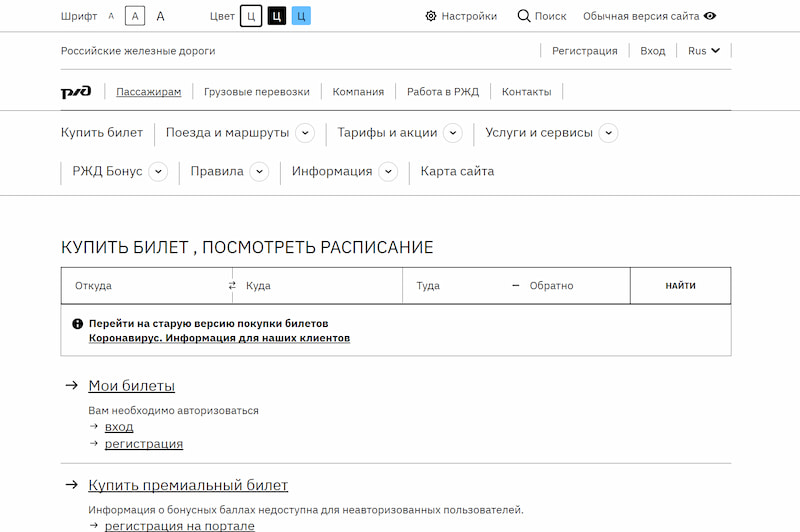 Шрифт А А А Цвет Ц Ц Ц Настройки Поиск Обычная версия сайта
Российские железные дороги Регистрация Вход Rus
ржд Пассажирам Грузовые перевозки Компания Работа в РЖД Контакты
Купить билет Поезда и маршруты Тарифы и акции Услуги и сервисы
РЖД Бонус Правила Информация Карта сайта
КУПИТЬ БИЛЕТ , ПОСМОТРЕТЬ РАСПИСАНИЕ
Откуда ⇄ Куда Туда – Обратно НАЙТИ
Перейти на старую версию покупки билетов
Коронавирус. Информация для наших клиентов
→ Мои билеты
Вам необходимо авторизоваться
→ вход
→ регистрация
→ Купить премиальный билет
Информация о бонусных баллах недоступна для неавторизованных пользователей.
→ регистрация на портале